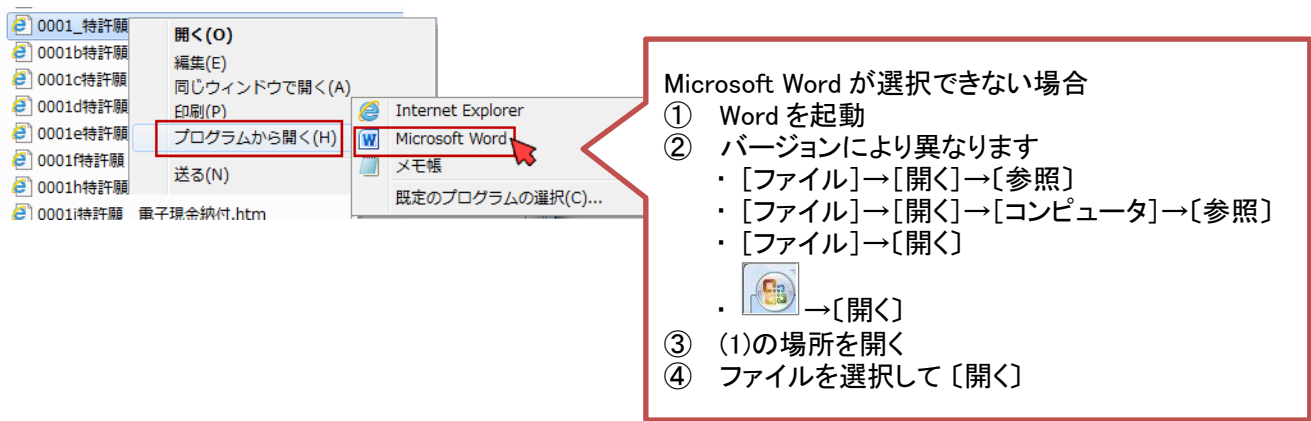 0001_特許願
0001b特許願
0001c特許願
0001d特許願
0001e特許願
0001f特許願
0001h特許願
0001i特許願 電子現金納付.htm
開く(O)
編集(E)
同じウィンドウで開く(A)
印刷(P)
プログラムから開く(H)
送る(N)
Internet Explorer
Microsoft Word
メモ帳
既定のプログラムの選択(C)...
Microsoft Word が選択できない場合
① Word を起動
② バージョンにより異なります
・[ファイル]→[開く]→〔参照〕
・[ファイル]→[開く]→[コンピュータ]→〔参照〕
・[ファイル]→〔開く〕
・→〔開く〕
③ (1)の場所を開く
④ ファイルを選択して〔開く〕